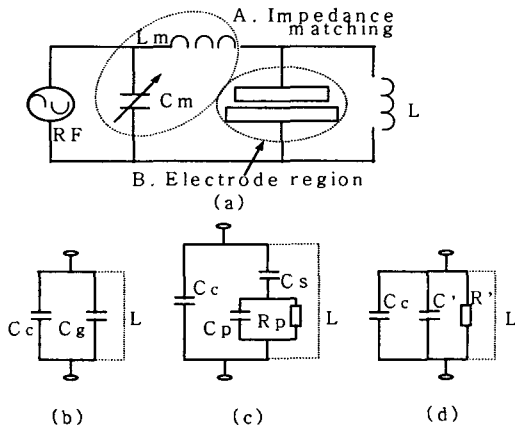 A. Impedance
matching
Lm
Cm
RF
L
B. Electrode region
(a)
Cc
Cg
L
(b)
Cc
Cs
Cp
Rp
L
(c)
Cc
C'
R'
L
(d)